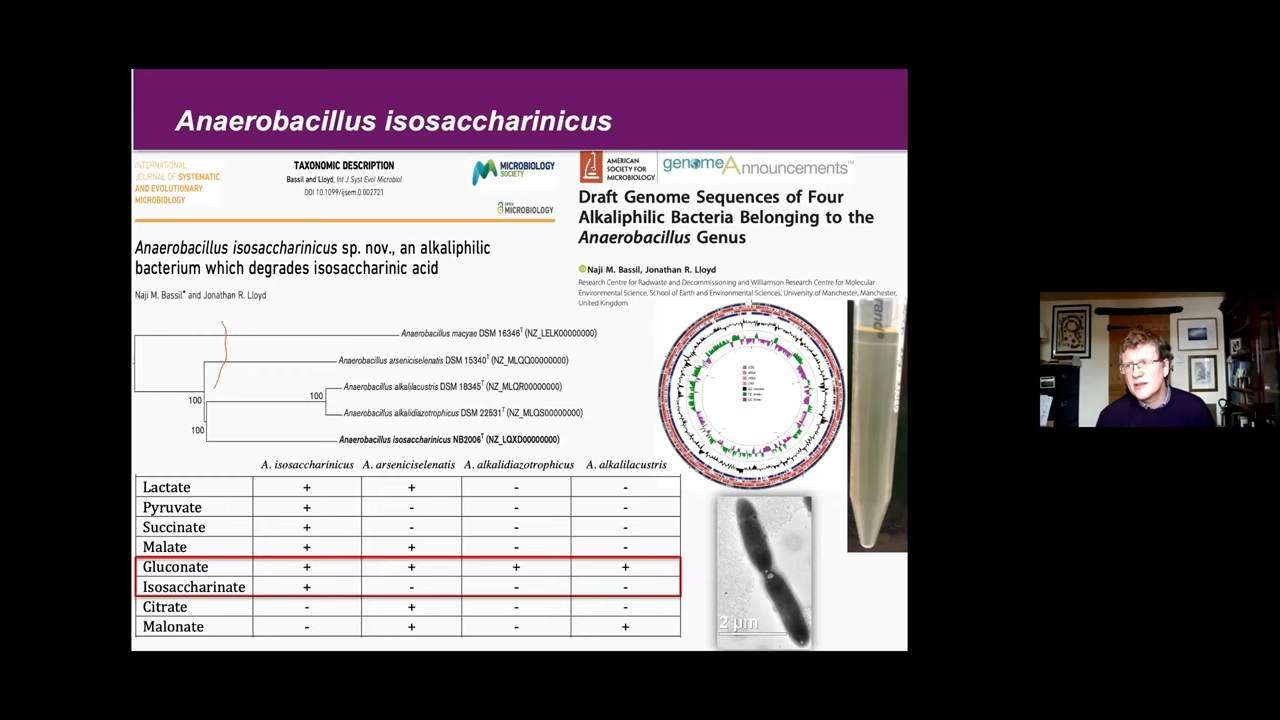 Anaerobacillus isosaccharinicus
INTERNATIONAL
JOURNAL OF SYSTEMATIC
AND EVOLUTIONARY
MICROBIOLOGY
TAXONOMIC DESCRIPTION
Bassil and Lloyd, Int J Syst Evol Microbiol
DOI 10.1099/ijsem.0.002721
MICROBIOLOGY
SOCIETY
OPEN
MICROBIOLOGY
Anaerobacillus isosaccharinicus sp. nov., an alkaliphilic
bacterium which degrades isosaccharinic acid
Naji M. Bassil* and Jonathan R. Lloyd
AMERICAN
SOCIETY FOR
MICROBIOLOGY
genomeAnnouncements™
Draft Genome Sequences of Four
Alkaliphilic Bacteria Belonging to the
Anaerobacillus Genus
Naji M. Bassil, Jonathan R. Lloyd
Research Centre for Radwaste and Decommissioning and Williamson Research Centre for Molecular
Environmental Science, School of Earth and Environmental Sciences, University of Manchester, Manchester,
United Kingdom
Anaerobacillus macyae DSM 16346ᵀ (NZ_LELK00000000)
Anaerobacillus arseniciselenatis DSM 15340ᵀ (NZ_MLQQ00000000)
Anaerobacillus alkalilacustris DSM 18345ᵀ (NZ_MLQR00000000)
Anaerobacillus alkalidiazotrophicus DSM 22531ᵀ (NZ_MLQS00000000)
Anaerobacillus isosaccharinicus NB2006ᵀ (NZ_LQXD00000000)
100
100
100
A. isosaccharinicus A. arseniciselenatis A. alkalidiazotrophicus A. alkalilacustris
Lactate + + - -
Pyruvate + - - -
Succinate + - - -
Malate + + - -
Gluconate + + + +
Isosaccharinate + - - -
Citrate - + - -
Malonate - + - +
2 µm